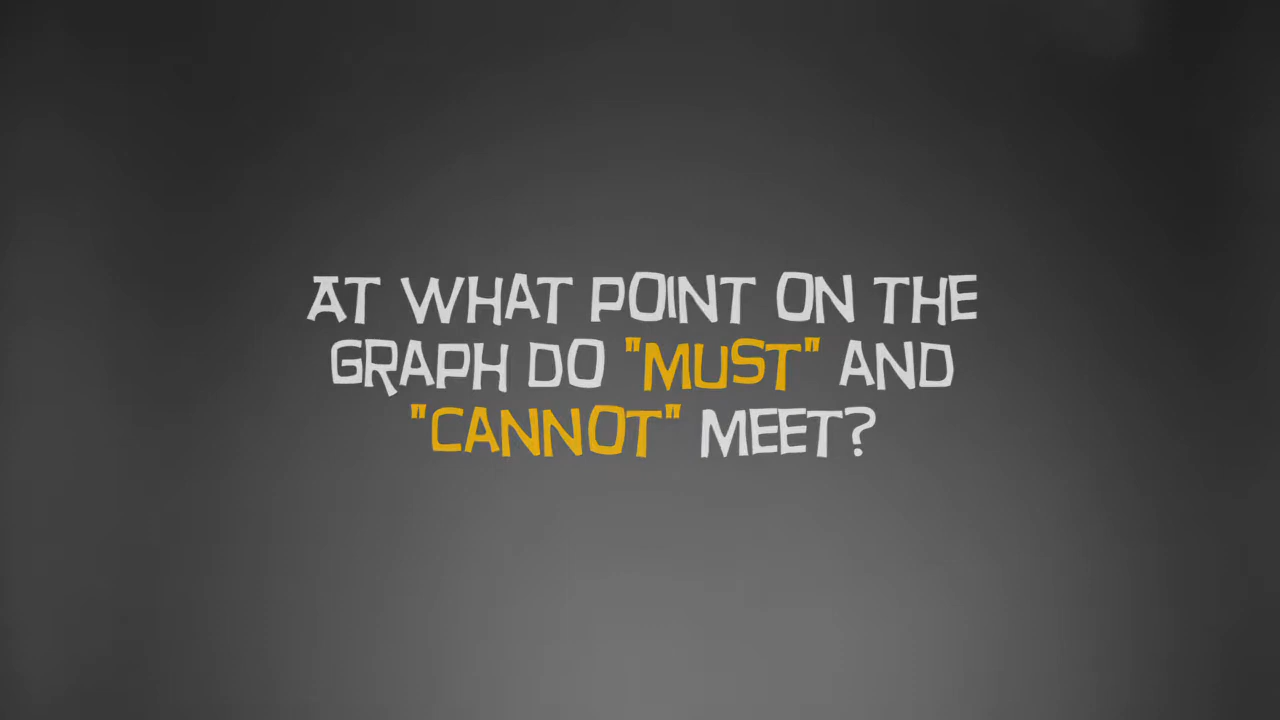 AT WHAT POINT ON THE
GRAPH DO "MUST" AND
"CANNOT" MEET?